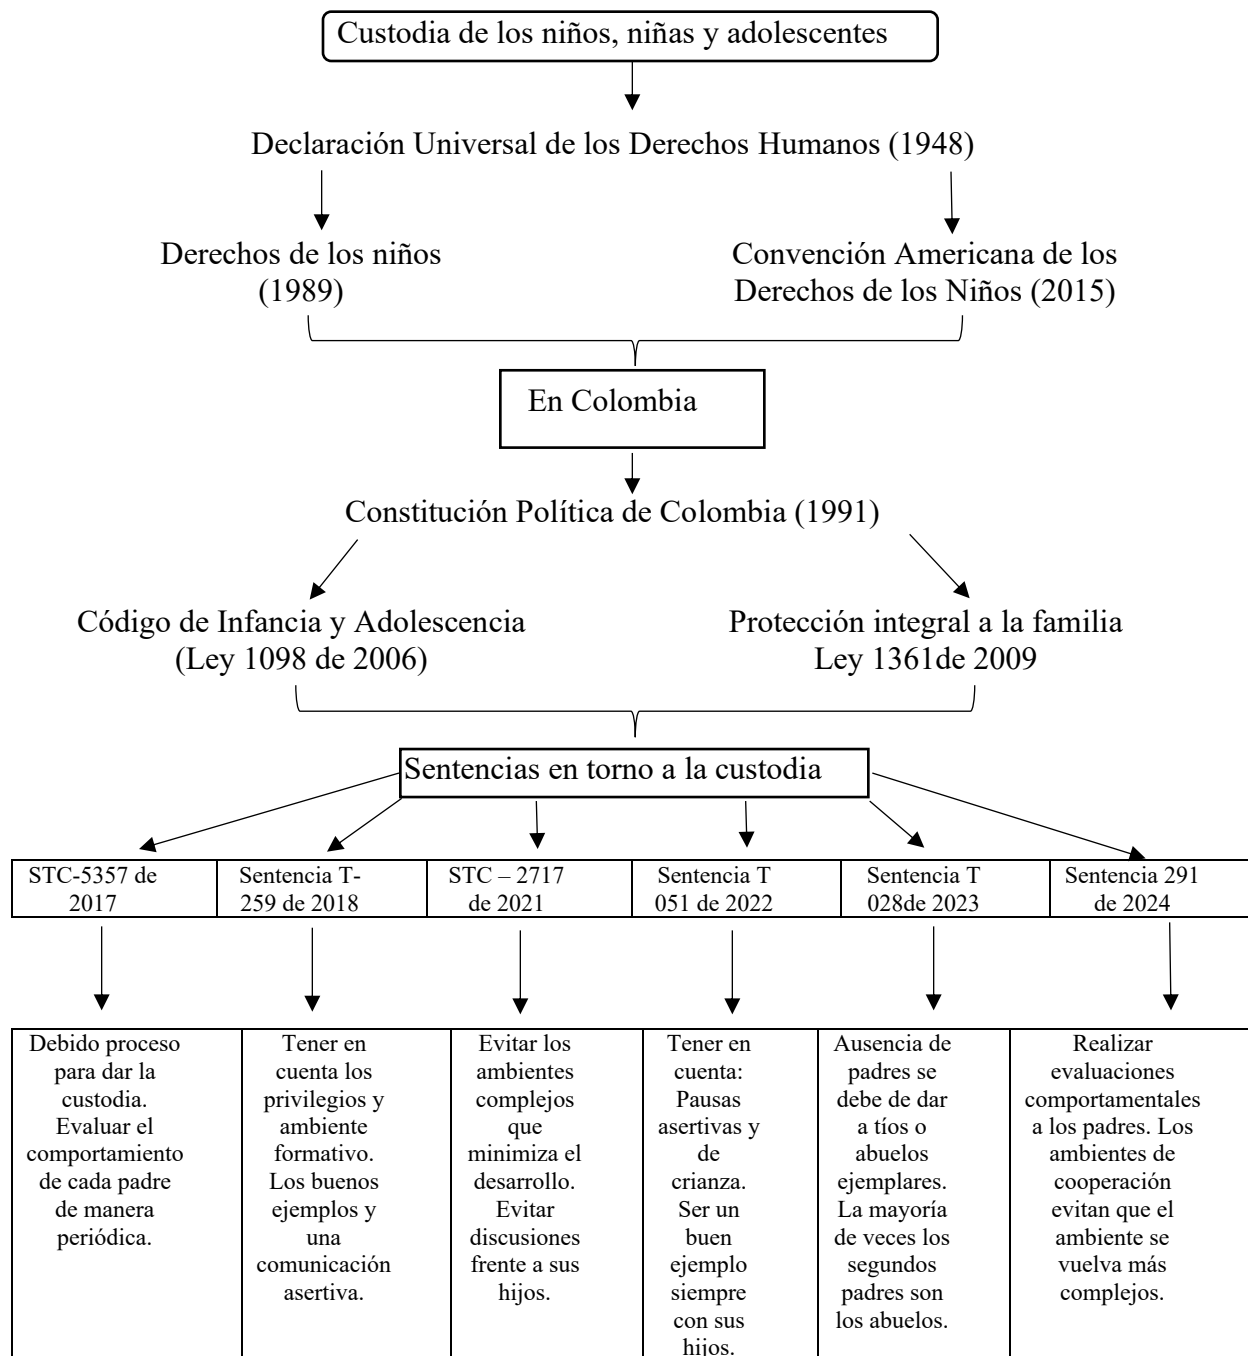 Custodia de los niños, niñas y adolescentes
Declaración Universal de los Derechos Humanos (1948)
Derechos de los niños
(1989)
Convención Americana de los
Derechos de los Niños (2015)
En Colombia
Constitución Política de Colombia (1991)
Código de Infancia y Adolescencia
(Ley 1098 de 2006)
Protección integral a la familia
Ley 1361de 2009
Sentencias en torno a la custodia
STC-5357 de
2017
Sentencia T-
259 de 2018
STC – 2717
de 2021
Sentencia T
051 de 2022
Sentencia T
028de 2023
Sentencia 291
de 2024
Debido proceso
para dar la
custodia.
Evaluar el
comportamiento
de cada padre
de manera
periódica.
Tener en
cuenta los
privilegios y
ambiente
formativo.
Los buenos
ejemplos y
una
comunicación
asertiva.
Evitar los
ambientes
complejos
que
minimiza el
desarrollo.
Evitar
discusiones
frente a sus
hijos.
Tener en
cuenta:
Pausas
asertivas y
de
crianza.
Ser un
buen
ejemplo
siempre
con sus
hijos.
Ausencia de
padres se
debe de dar
a tíos o
abuelos
ejemplares.
La mayoría
de veces los
segundos
padres son
los abuelos.
Realizar
evaluaciones
comportamentales
a los padres. Los
ambientes de
cooperación
evitan que el
ambiente se
vuelva más
complejos.